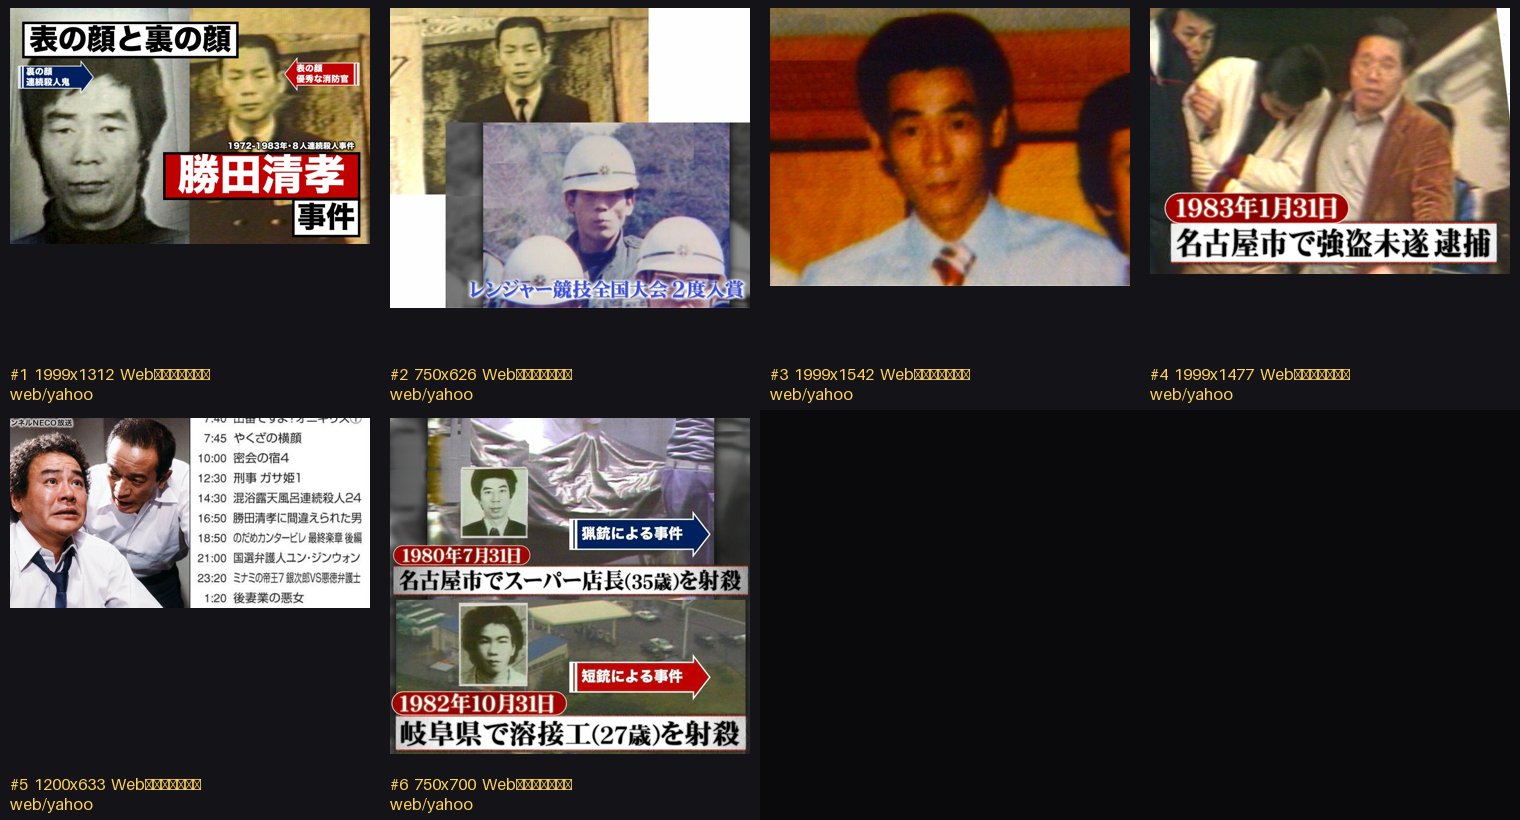 表の顔と裏の顔
裏の顔
連続殺人鬼
表の顔
優秀な消防官
1972-1983年・8人連続殺人事件
勝田清孝
事件
レンジャー競技全国大会 2度入賞
1983年1月31日
名古屋市で強盗未遂 逮捕
#1 1999x1312 Web
web/yahoo
#2 750x626 Web
web/yahoo
#3 1999x1542 Web
web/yahoo
#4 1999x1477 Web
web/yahoo
ンネルNECO放送
7:45 やくざの横顔
10:00 密会の宿4
12:30 刑事 ガサ姫1
14:30 混浴露天風呂連続殺人24
16:50 勝田清孝に間違えられた男
18:50 のだめカンタービレ 最終楽章 後編
21:00 国選弁護人ユン・ジンウォン
23:20 ミナミの帝王7 銀次郎VS悪徳弁護士
1:20 後妻業の悪女
猟銃による事件
1980年7月31日
名古屋市でスーパー店長(35歳)を射殺
短銃による事件
1982年10月31日
岐阜県で溶接工(27歳)を射殺
#5 1200x633 Web
web/yahoo
#6 750x700 Web
web/yahoo